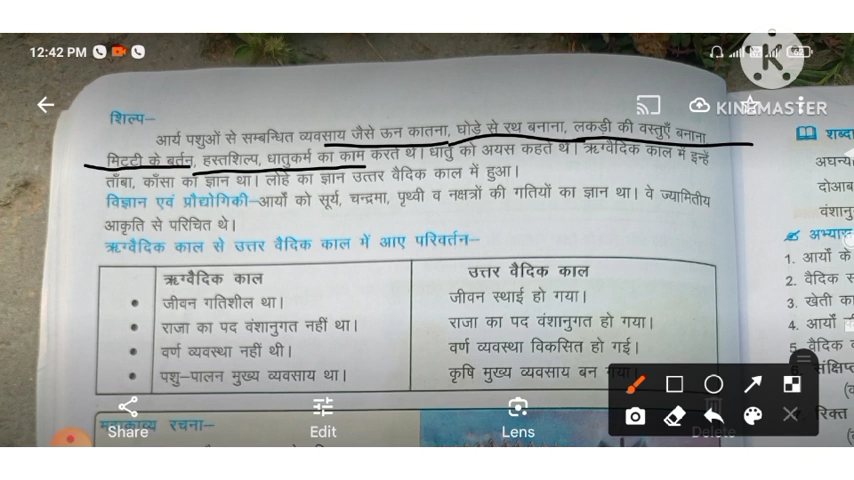 12:42 PM
KINGMASTER
शिल्प–
आर्य पशुओं से सम्बन्धित व्यवसाय जैसे ऊन कातना, घोड़े से रथ बनाना, लकड़ी की वस्तुएँ बनाना,
मिट्टी के बर्तन, हस्तशिल्प, धातुकर्म का काम करते थे। धातु को अयस कहते थे। ऋग्वैदिक काल में इन्हें
ताँबा, काँसा का ज्ञान था। लोहे का ज्ञान उत्तर वैदिक काल में हुआ।
विज्ञान एवं प्रौद्योगिकी–आर्यों को सूर्य, चन्द्रमा, पृथ्वी व नक्षत्रों की गतियों का ज्ञान था। वे ज्यामितीय
आकृति से परिचित थे।
ऋग्वैदिक काल से उत्तर वैदिक काल में आए परिवर्तन–
ऋग्वैदिक काल उत्तर वैदिक काल
• जीवन गतिशील था। जीवन स्थाई हो गया।
• राजा का पद वंशानुगत नहीं था। राजा का पद वंशानुगत हो गया।
• वर्ण व्यवस्था नहीं थी। वर्ण व्यवस्था विकसित हो गई।
• पशु-पालन मुख्य व्यवसाय था। कृषि मुख्य व्यवसाय बन गया।
रचना–
शब्दा
अघन्य
दोआब
वंशानु
अभ्यास
1. आर्यों के
2. वैदिक स
3. खेती का
4. आर्यों
5. वैदिक
संक्षिप्त
रिक्त
Share Edit Lens Delete